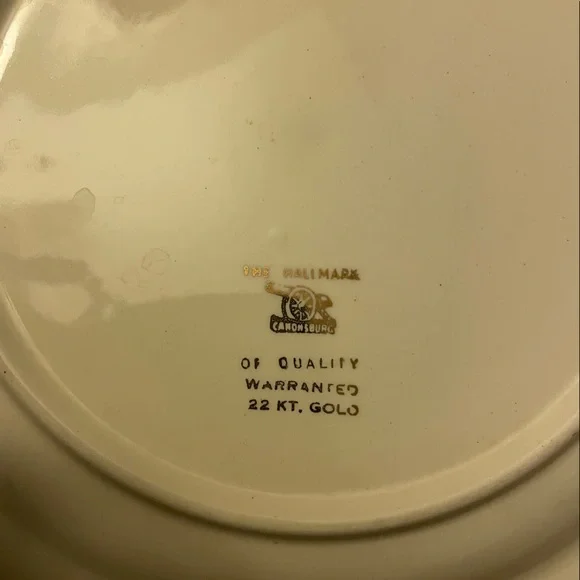 THE HALLMARK
CANONSBURG
OF QUALITY
WARRANTED
22 KT. GOLD